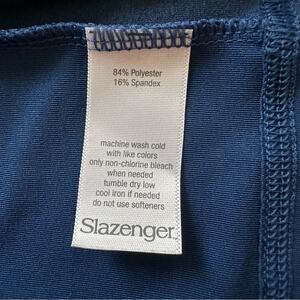 84% Polyester
16% Spandex
machine wash cold
with like colors
only non-chlorine bleach
when needed
tumble dry low
cool iron if needed
do not use softeners
Slazenger